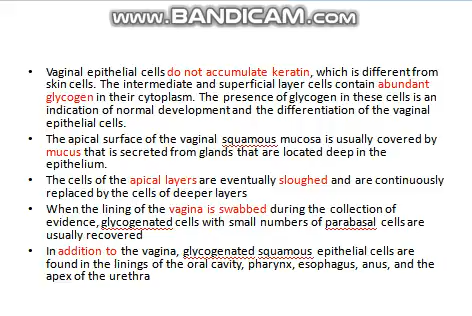 www.BANDICAM.com
• Vaginal epithelial cells do not accumulate keratin, which is different from
skin cells. The intermediate and superficial layer cells contain abundant
glycogen in their cytoplasm. The presence of glycogen in these cells is an
indication of normal development and the differentiation of the vaginal
epithelial cells.
• The apical surface of the vaginal squamous mucosa is usually covered by
mucus that is secreted from glands that are located deep in the
epithelium.
• The cells of the apical layers are eventually sloughed and are continuously
replaced by the cells of deeper layers
• When the lining of the vagina is swabbed during the collection of
evidence, glycogenated cells with small numbers of parabasal cells are
usually recovered
• In addition to the vagina, glycogenated squamous epithelial cells are
found in the linings of the oral cavity, pharynx, esophagus, anus, and the
apex of the urethra